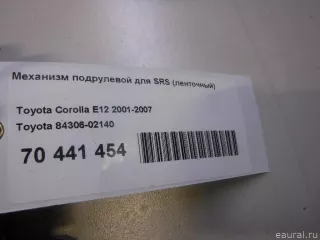 Механизм подрулевой для SRS (ленточный)
Toyota Corolla E12 2001-2007
Toyota 84306-02140
70 441 454
eaural.ru